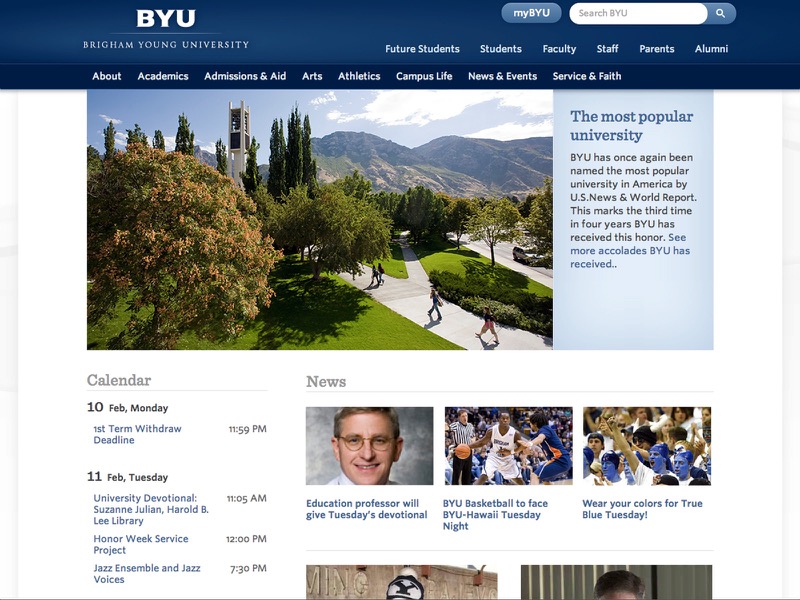 BYU
BRIGHAM YOUNG UNIVERSITY
myBYU
Search BYU
Future Students Students Faculty Staff Parents Alumni
About Academics Admissions & Aid Arts Athletics Campus Life News & Events Service & Faith
The most popular
university
BYU has once again been
named the most popular
university in America by
U.S.News & World Report.
This marks the third time
in four years BYU has
received this honor. See
more accolades BYU has
received..
Calendar
10 Feb, Monday
1st Term Withdraw 11:59 PM
Deadline
11 Feb, Tuesday
University Devotional: 11:05 AM
Suzanne Julian, Harold B.
Lee Library
Honor Week Service 12:00 PM
Project
Jazz Ensemble and Jazz 7:30 PM
Voices
News
Education professor will
give Tuesday's devotional
BYU Basketball to face
BYU-Hawaii Tuesday
Night
Wear your colors for True
Blue Tuesday!